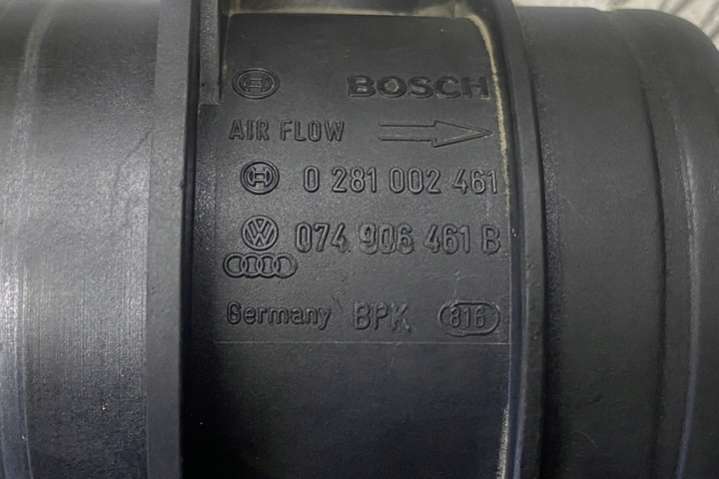 BOSCH
AIR FLOW
0 281 002 461
074 906 461 B
Germany BPK 816